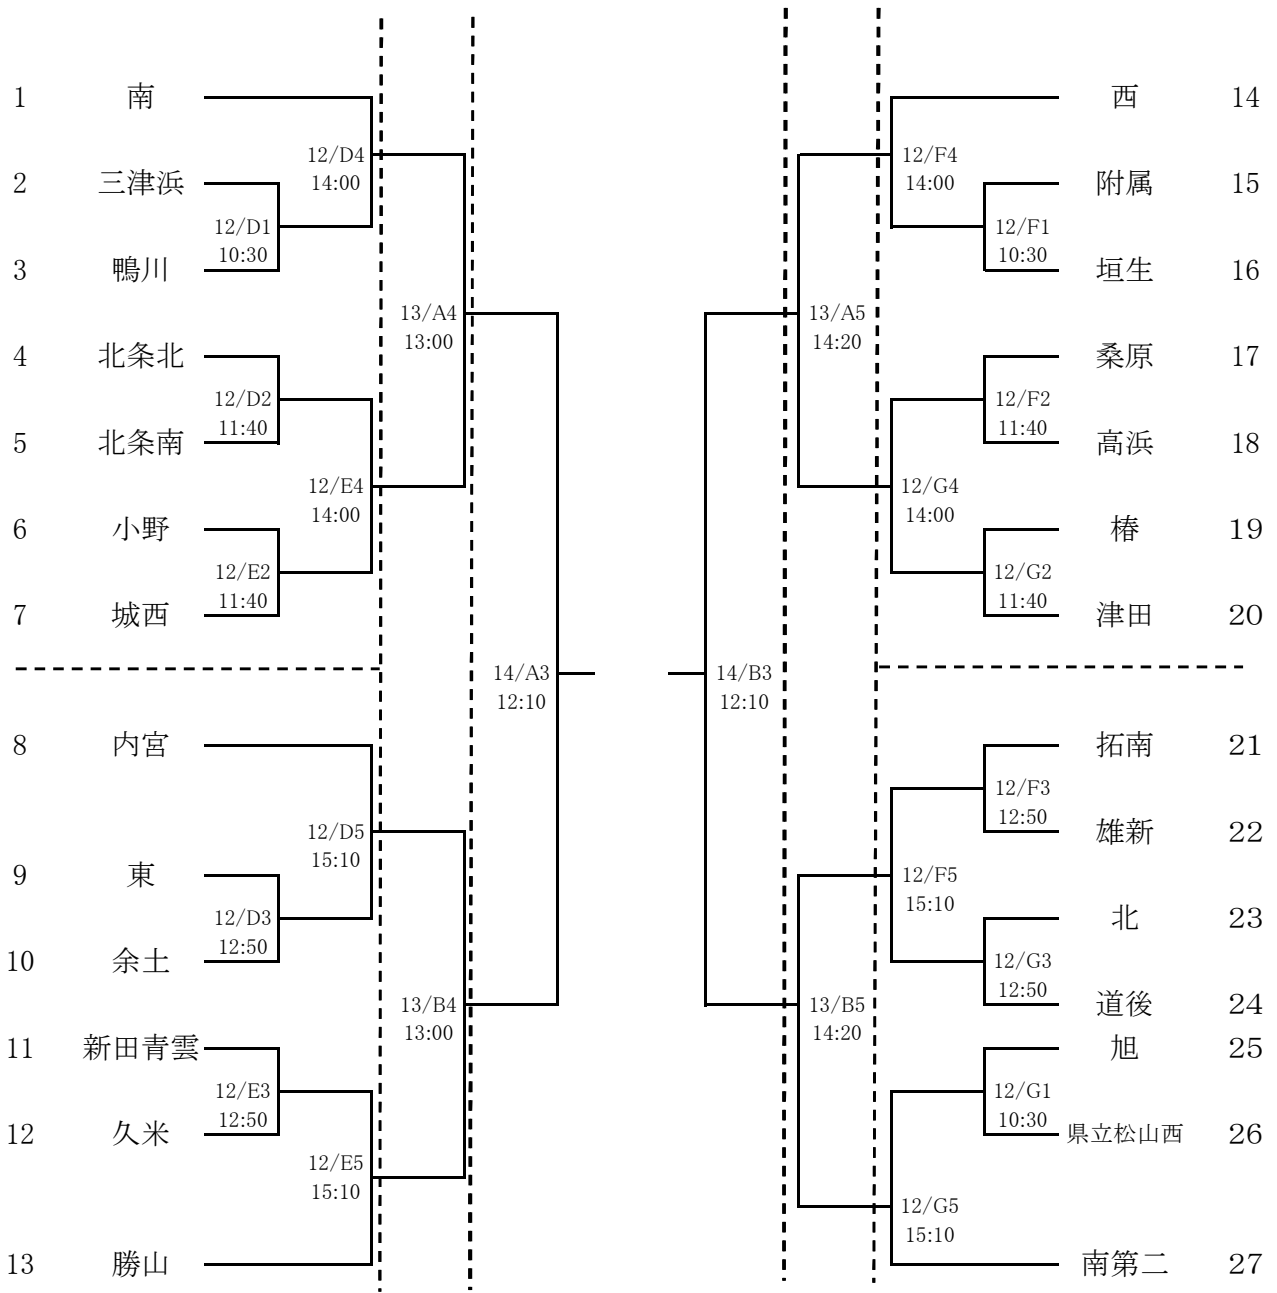 1 南 西 14
12/D4 12/F4
2 三津浜 14:00 14:00 附属 15
12/D1 12/F1
10:30 10:30
3 鴨川 垣生 16
13/A4 13/A5
13:00 14:20
4 北条北 桑原 17
12/D2 12/F2
11:40 11:40
5 北条南 高浜 18
12/E4 12/G4
14:00 14:00
6 小野 椿 19
12/E2 12/G2
11:40 11:40
7 城西 津田 20
14/A3 14/B3
12:10 12:10
8 内宮 拓南 21
12/F3
12:50
12/D5 雄新 22
15:10
9 東 12/F5
15:10
12/D3 北 23
12:50
10 余土 12/G3
12:50
13/B4 13/B5 道後 24
13:00 14:20
11 新田青雲 旭 25
12/E3 12/G1
12:50 10:30
12 久米 県立松山西 26
12/E5
15:10
12/G5
15:10
13 勝山 南第二 27